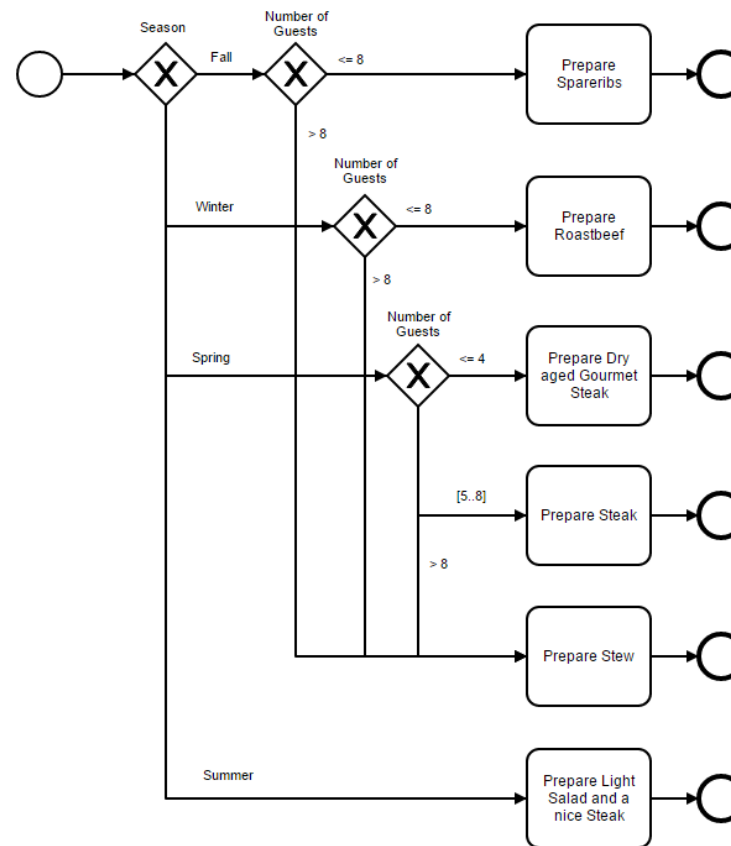 Season
Number of
Guests
Fall
<= 8
Prepare
Spareribs
> 8
Number of
Guests
Winter
<= 8
Prepare
Roastbeef
> 8
Number of
Guests
Spring
<= 4
Prepare Dry
aged Gourmet
Steak
[5..8]
Prepare Steak
> 8
Prepare Stew
Summer
Prepare Light
Salad and a
nice Steak